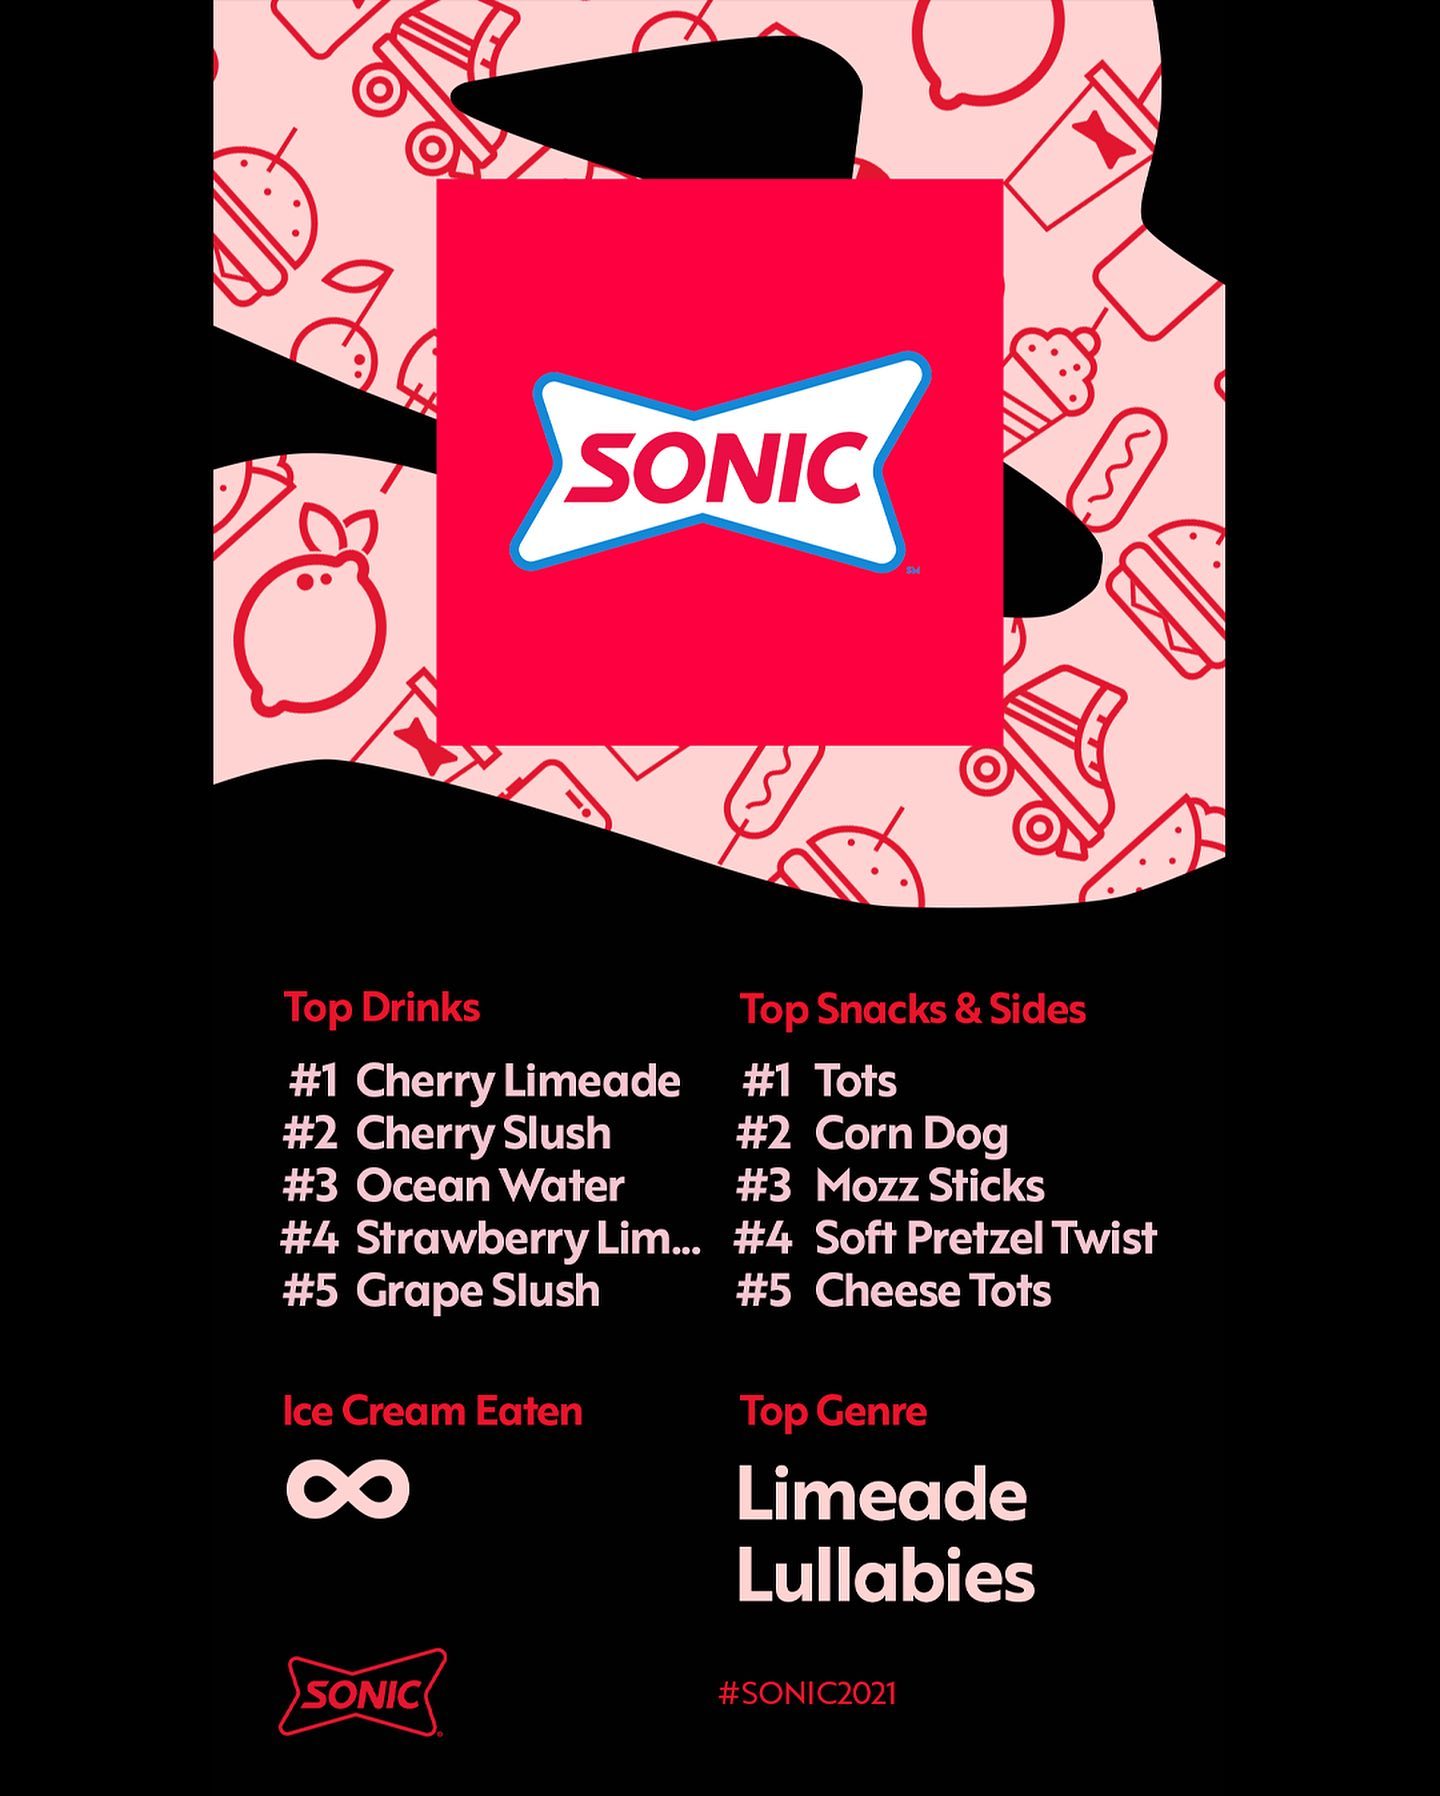 SONIC
SM
Top Drinks
#1 Cherry Limeade
#2 Cherry Slush
#3 Ocean Water
#4 Strawberry Lim...
#5 Grape Slush
Top Snacks & Sides
#1 Tots
#2 Corn Dog
#3 Mozz Sticks
#4 Soft Pretzel Twist
#5 Cheese Tots
Ice Cream Eaten
∞
Top Genre
Limeade
Lullabies
SONIC
#SONIC2021